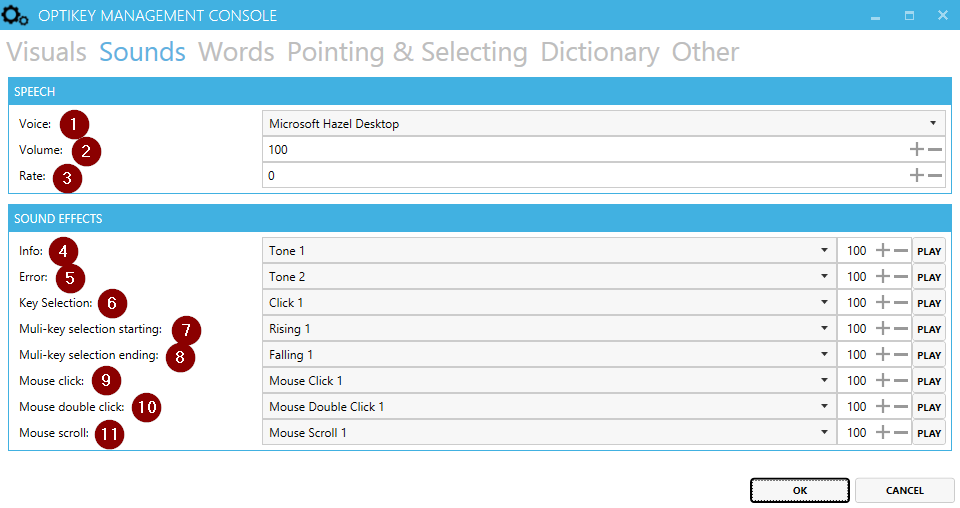 OPTIKEY MANAGEMENT CONSOLE
Visuals Sounds Words Pointing & Selecting Dictionary Other
SPEECH
Voice: 1 Microsoft Hazel Desktop
Volume: 2 100
Rate: 3 0
SOUND EFFECTS
Info: 4 Tone 1 100 PLAY
Error: 5 Tone 2 100 PLAY
Key Selection: 6 Click 1 100 PLAY
Muli-key selection starting: 7 Rising 1 100 PLAY
Muli-key selection ending: 8 Falling 1 100 PLAY
Mouse click: 9 Mouse Click 1 100 PLAY
Mouse double click: 10 Mouse Double Click 1 100 PLAY
Mouse scroll: 11 Mouse Scroll 1 100 PLAY
OK CANCEL